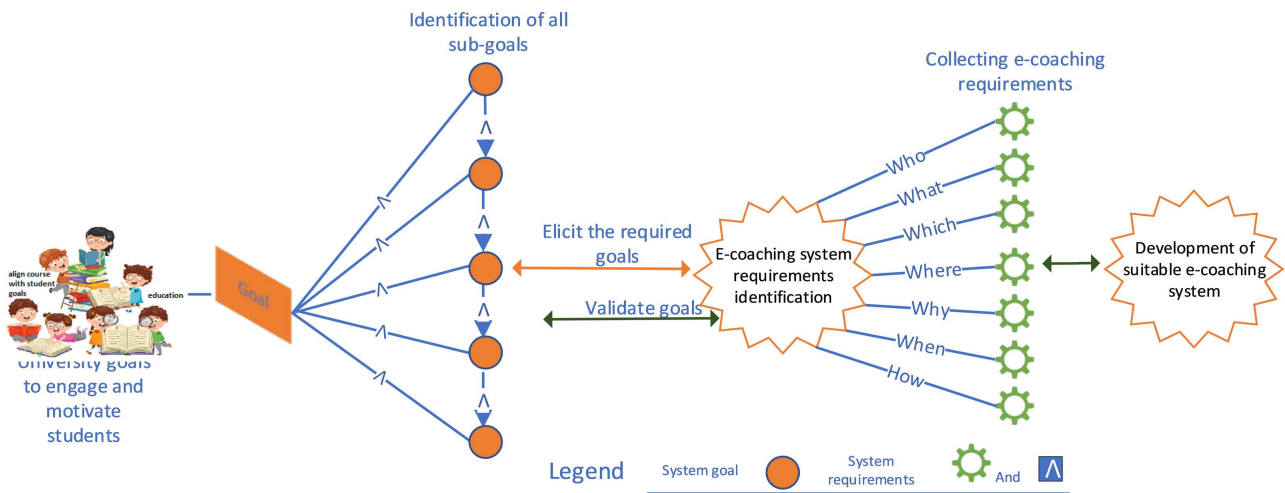 Identification of all
sub-goals
Λ
Λ
Λ
Λ
Λ
Λ
Λ
Λ
Λ
align course
with student
goals
education
University goals
to engage and
motivate
students
Goal
Elicit the required
goals
Validate goals
E-coaching system
requirements
identification
Collecting e-coaching
requirements
Who
What
Which
Where
Why
When
How
Development of
suitable e-coaching
system
Legend
System goal
System
requirements
And
Λ